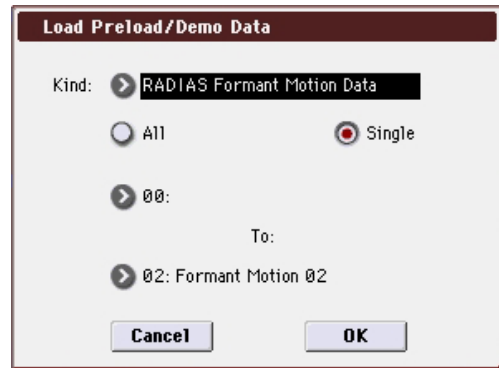 Load Preload/Demo Data
Kind: RADIAS Formant Motion Data
All Single
00:
To:
02: Formant Motion 02
Cancel OK